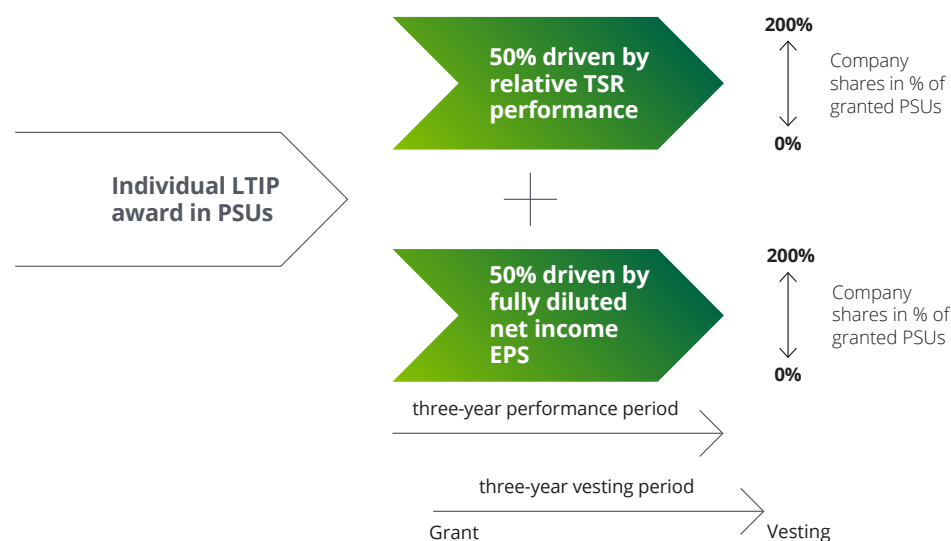 Individual LTIP
award in PSUs
50% driven by
relative TSR
performance
200%
0%
Company
shares in % of
granted PSUs
50% driven by
fully diluted
net income
EPS
200%
0%
Company
shares in % of
granted PSUs
three-year performance period
three-year vesting period
Grant
Vesting